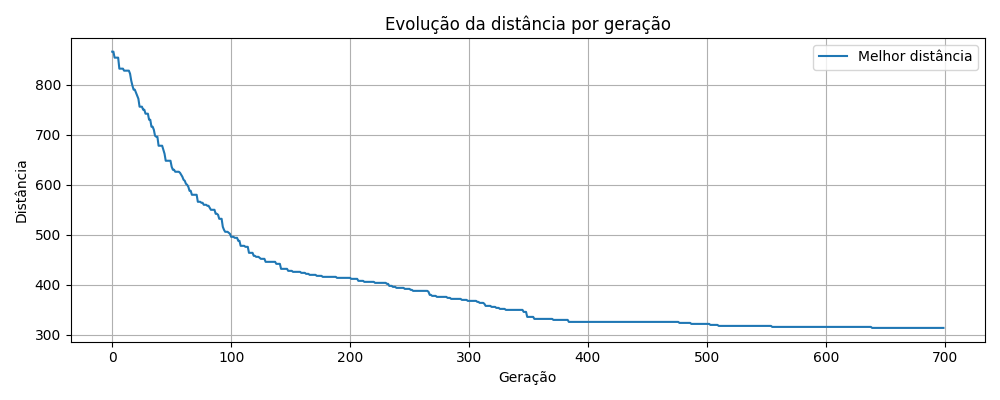 Evolução da distância por geração
Melhor distância
Distância
800
700
600
500
400
300
0 100 200 300 400 500 600 700
Geração